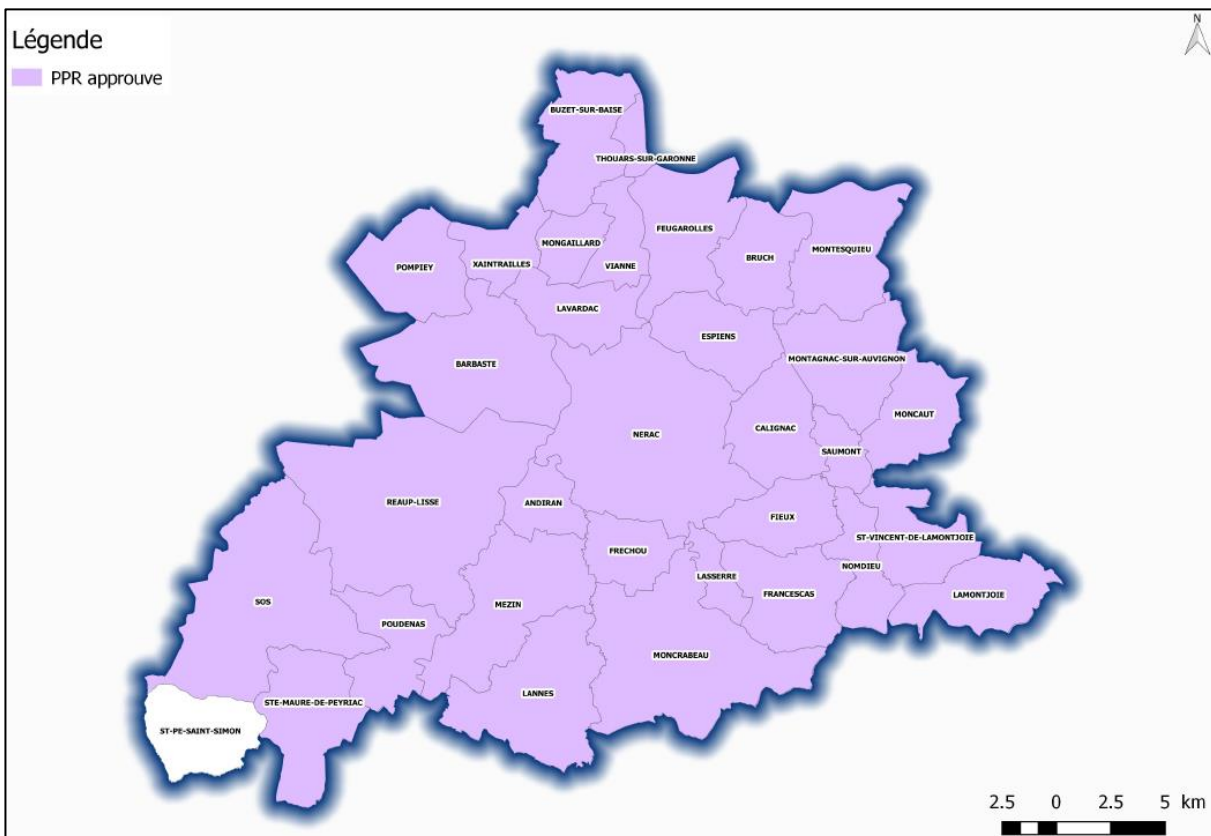 Légende
PPR approuve
N
BUZET-SUR-BAISE
THOUARS-SUR-GARONNE
FEUGAROLLES
MONGAILLARD
MONTESQUIEU
BRUCH
XAINTRAILLES
VIANNE
POMPIEY
LAVARDAC
ESPIENS
MONTAGNAC-SUR-AUVIGNON
BARBASTE
MONCAUT
CALIGNAC
NERAC
SAUMONT
REAUP-LISSE
ANDIRAN
FIEUX
ST-VINCENT-DE-LAMONTJOIE
FRECHOU
NOMDIEU
LASSERRE
FRANCESCAS
LAMONTJOIE
SOS
MEZIN
POUDENAS
MONCRABEAU
LANNES
STE-MAURE-DE-PEYRIAC
ST-PE-SAINT-SIMON
2.5 0 2.5 5 km